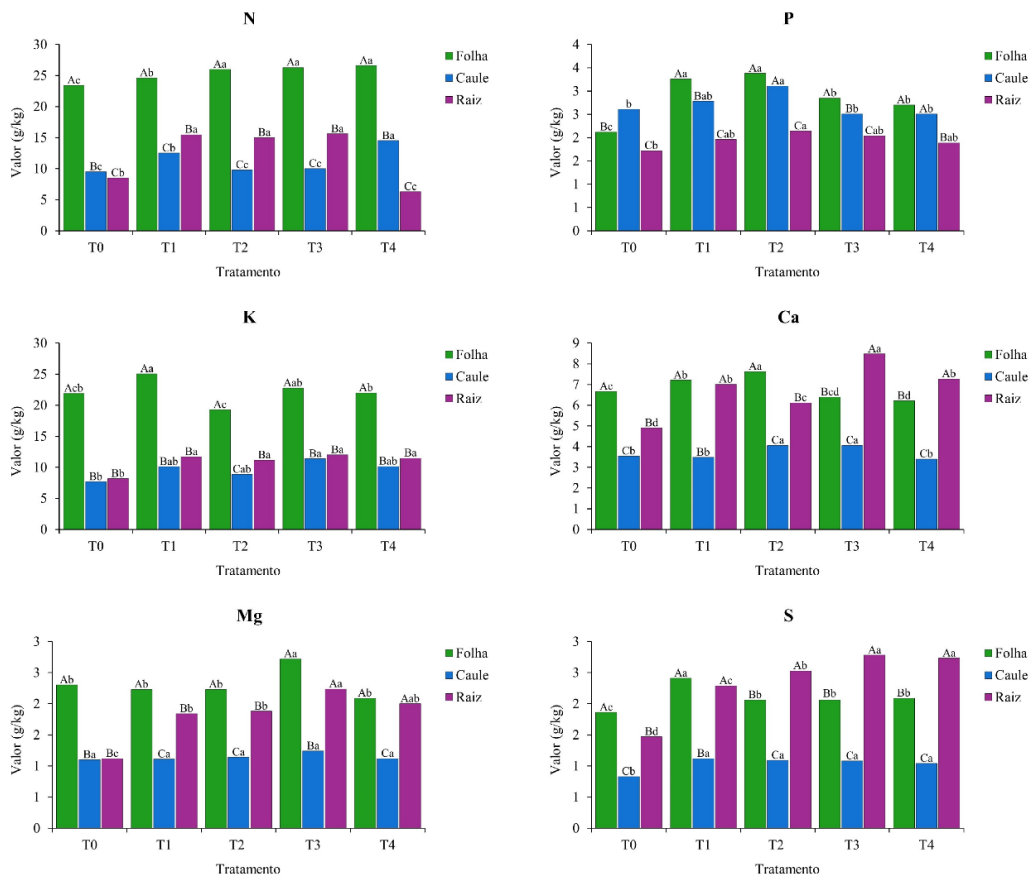 N
30
25
20
15
10
5
0
Valor (g/kg)
Ac Bc Cb Ab Cb Ba Aa Cc Ba Aa Cc Ba Aa Ba Cc
T0 T1 T2 T3 T4
Tratamento
Folha
Caule
Raiz
P
4
4
3
3
2
2
1
1
0
Valor (g/kg)
Bc b Cb Aa Bab Cab Aa Aa Ca Ab Bb Cab Ab Ab Bab
T0 T1 T2 T3 T4
Tratamento
Folha
Caule
Raiz
K
30
25
20
15
10
5
0
Valor (g/kg)
Acb Bb Bb Aa Bab Ba Ac Cab Ba Aab Ba Ba Ab Bab Ba
T0 T1 T2 T3 T4
Tratamento
Folha
Caule
Raiz
Ca
9
8
7
6
5
4
3
2
1
0
Valor (g/kg)
Ac Cb Bd Ab Bb Ab Aa Ca Bc Bcd Ca Aa Bd Cb Ab
T0 T1 T2 T3 T4
Tratamento
Folha
Caule
Raiz
Mg
3
3
2
2
1
1
0
Valor (g/kg)
Ab Ba Bc Ab Ca Bb Ab Ca Bb Aa Ba Aa Ab Ca Aab
T0 T1 T2 T3 T4
Tratamento
Folha
Caule
Raiz
S
3
3
2
2
1
1
0
Valor (g/kg)
Ac Cb Bd Aa Ba Ac Bb Ca Ab Bb Ca Aa Bb Ca Aa
T0 T1 T2 T3 T4
Tratamento
Folha
Caule
Raiz